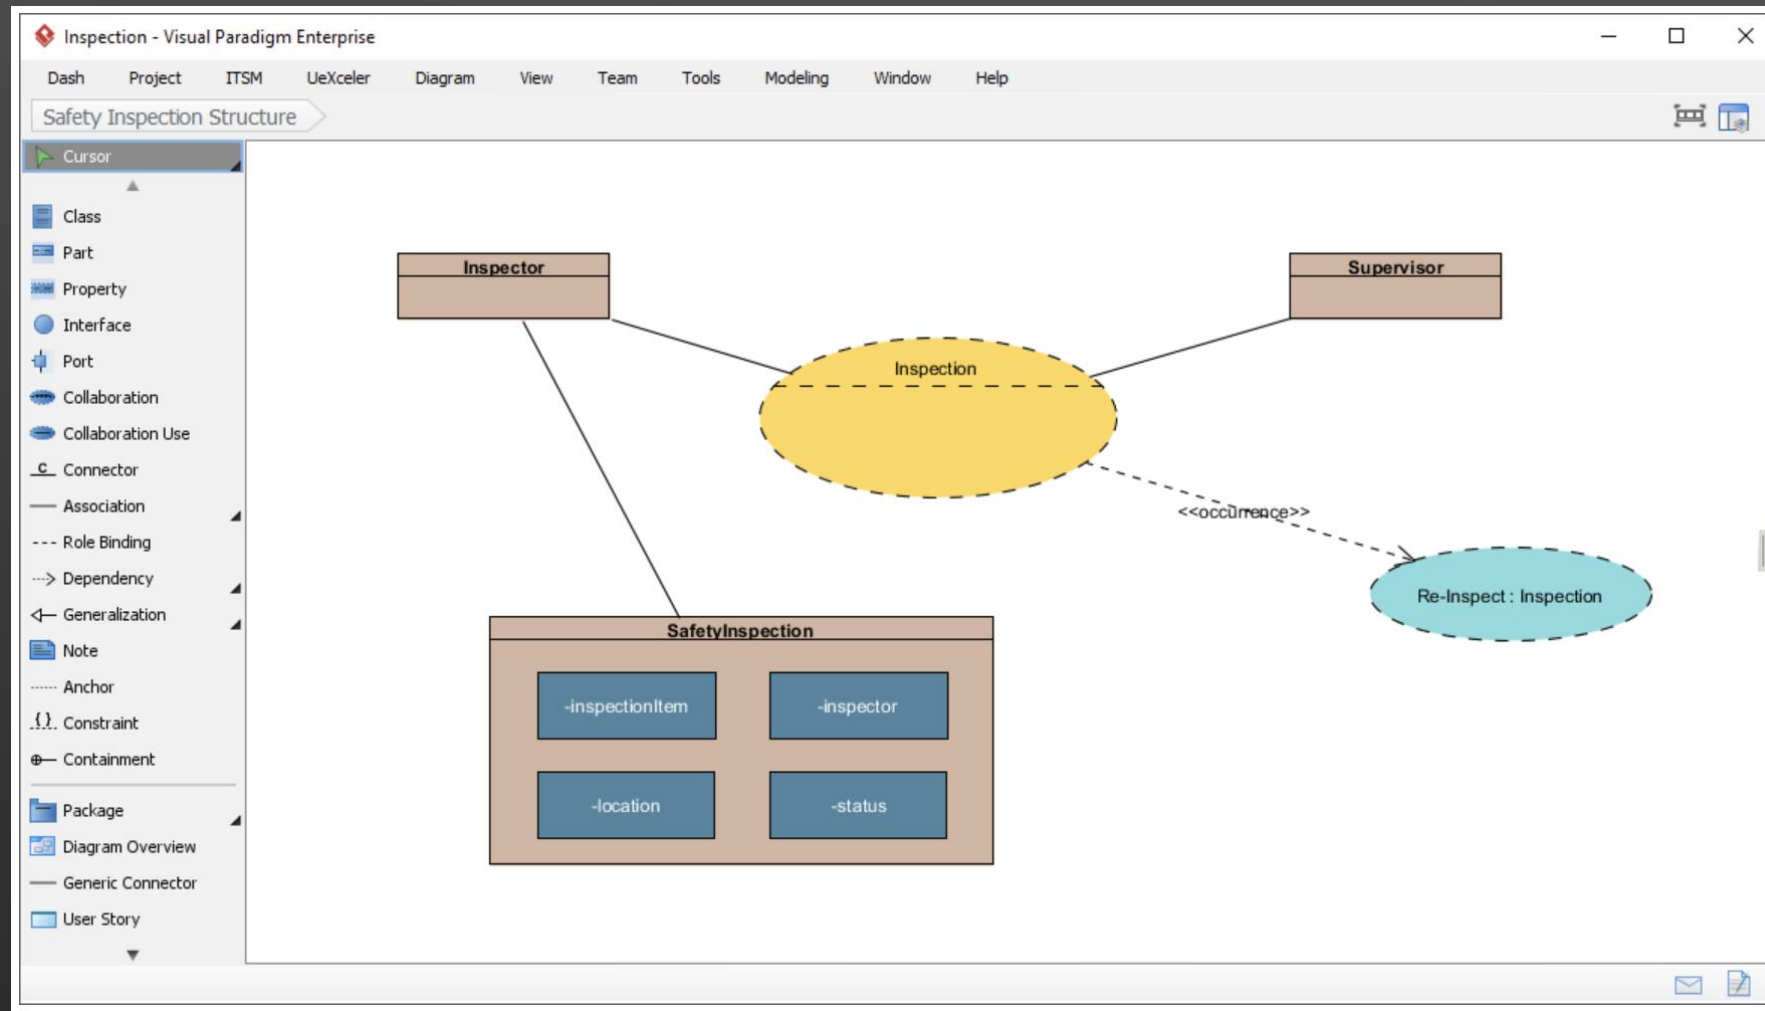 Inspection - Visual Paradigm Enterprise
Dash Project ITSM UeXceler Diagram View Team Tools Modeling Window Help
Safety Inspection Structure
Cursor
Class
Part
Property
Interface
Port
Collaboration
Collaboration Use
C Connector
Association
Role Binding
Dependency
Generalization
Note
Anchor
{} Constraint
Containment
Package
Diagram Overview
Generic Connector
User Story
Inspector
Supervisor
Inspection
<<occurrence>>
Re-Inspect : Inspection
SafetyInspection
-inspectionItem
-inspector
-location
-status